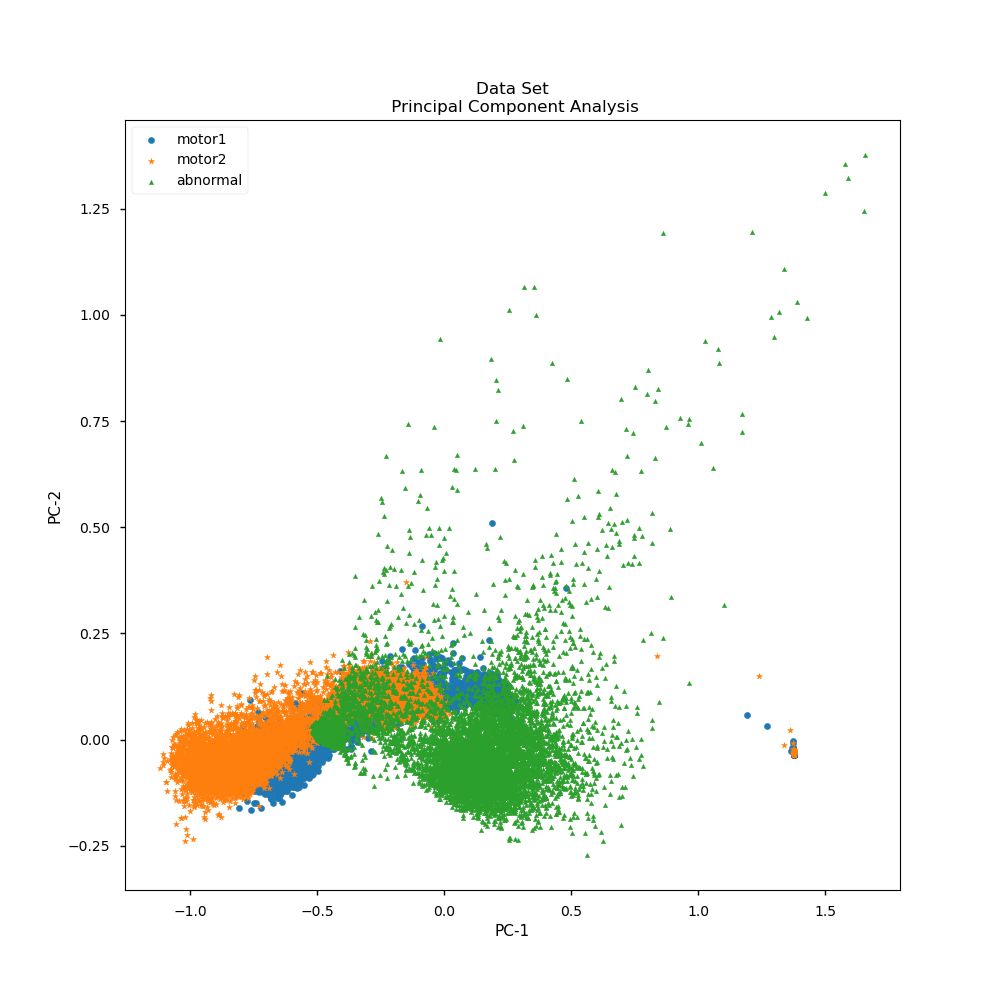 Data Set
Principal Component Analysis
motor1
motor2
abnormal
PC-2
1.25
1.00
0.75
0.50
0.25
0.00
−0.25
−1.0
−0.5
0.0
0.5
1.0
1.5
PC-1